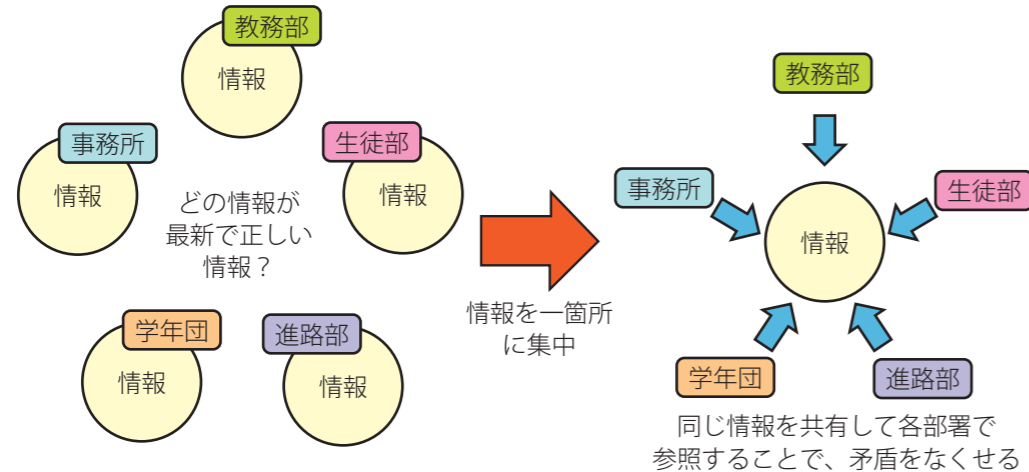 教務部
情報
事務所
情報
生徒部
情報
どの情報が
最新で正しい
情報？
学年団
情報
進路部
情報
情報を一箇所
に集中
教務部
事務所
生徒部
情報
学年団
進路部
同じ情報を共有して各部署で
参照することで、矛盾をなくせる